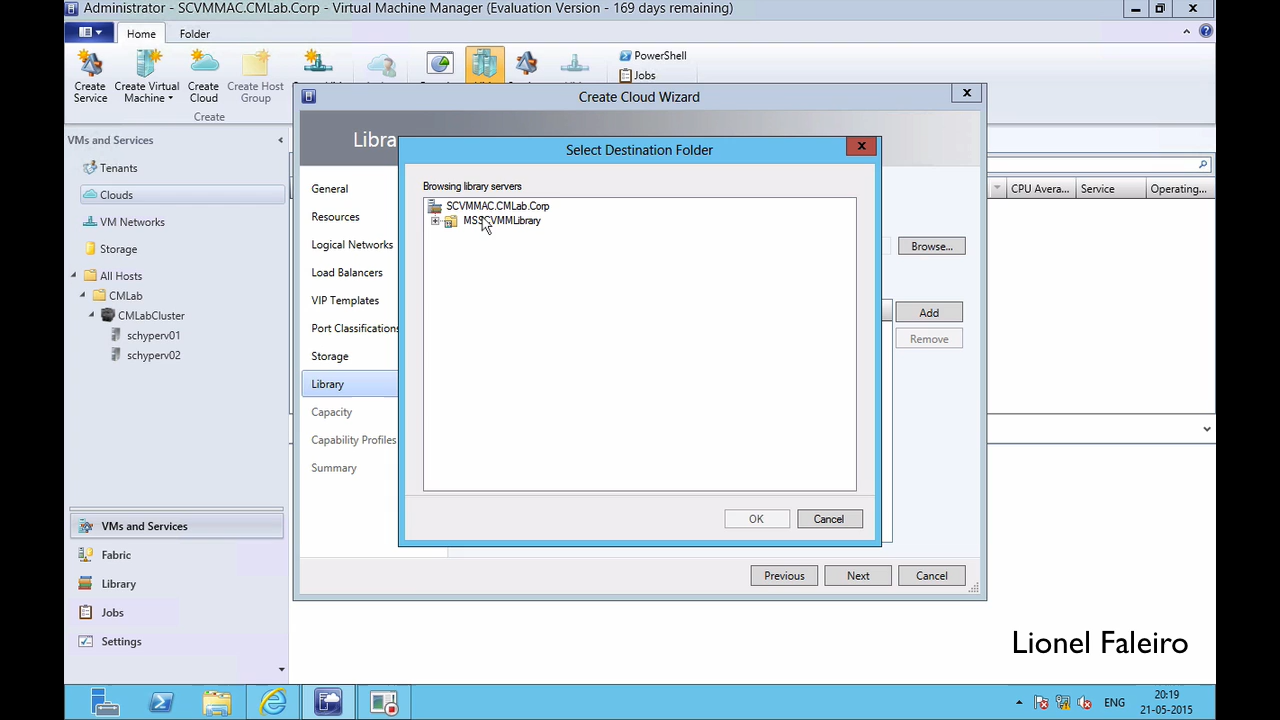 Administrator - SCVMMAC.CMLab.Corp - Virtual Machine Manager (Evaluation Version - 169 days remaining)
Home
Folder
Create Service
Create Virtual Machine
Create Cloud
Create Host Group
PowerShell
Jobs
Create
VMs and Services
Tenants
Clouds
VM Networks
Storage
All Hosts
CMLab
CMLabCluster
schyperv01
schyperv02
VMs and Services
Fabric
Library
Jobs
Settings
Create Cloud Wizard
Libra
General
Resources
Logical Networks
Load Balancers
VIP Templates
Port Classifications
Storage
Library
Capacity
Capability Profiles
Summary
Select Destination Folder
Browsing library servers
SCVMMAC.CMLab.Corp
MSSCVMMLibrary
OK
Cancel
Browse...
Add
Remove
Previous
Next
Cancel
CPU Avera...
Service
Operating...
Lionel Faleiro
ENG
20:19
21-05-2015